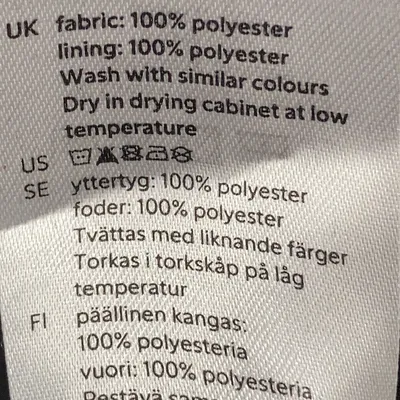 UK fabric: 100% polyester
lining: 100% polyester
Wash with similar colours
Dry in drying cabinet at low
temperature
US
SE yttertyg: 100% polyester
foder: 100% polyester
Tvättas med liknande färger
Torkas i torkskåp på låg
temperatur
FI päällinen kangas:
100% polyesteria
vuori: 100% polyesteria
Pestävä